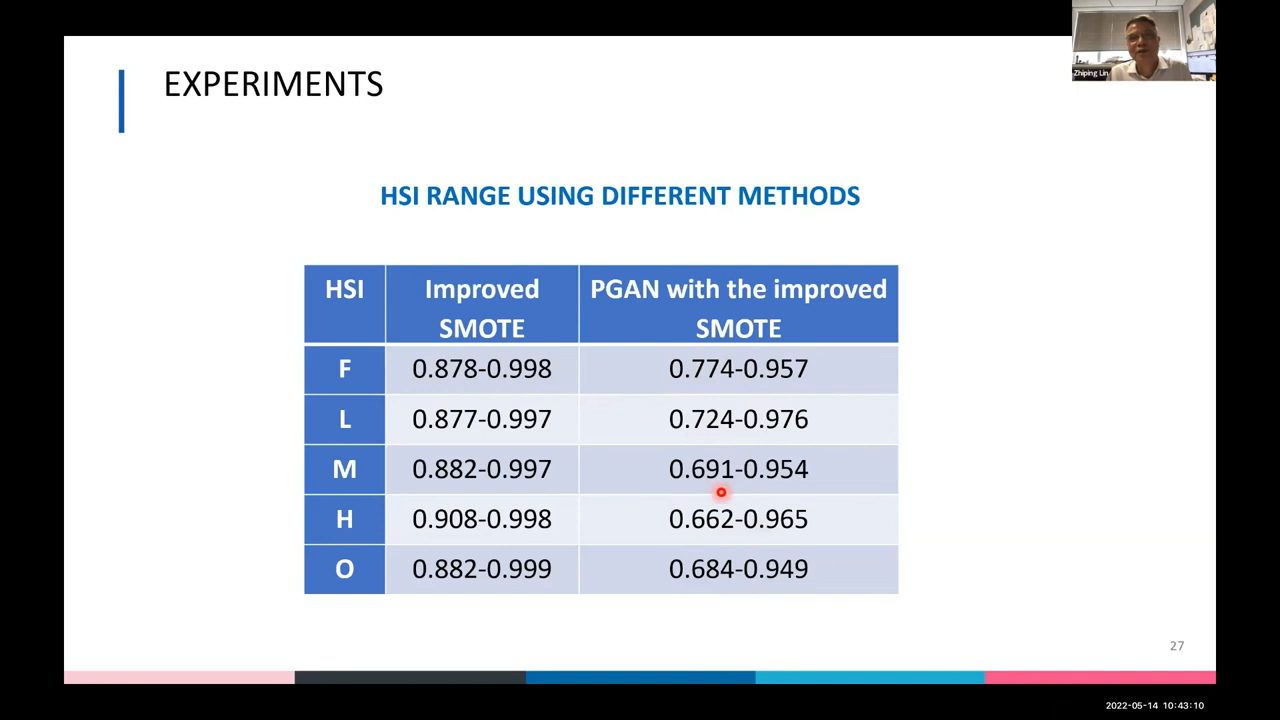 Zhiping Lin
EXPERIMENTS
HSI RANGE USING DIFFERENT METHODS
HSI Improved SMOTE PGAN with the improved SMOTE
F 0.878-0.998 0.774-0.957
L 0.877-0.997 0.724-0.976
M 0.882-0.997 0.691-0.954
H 0.908-0.998 0.662-0.965
O 0.882-0.999 0.684-0.949
27
2022-05-14 10:43:10